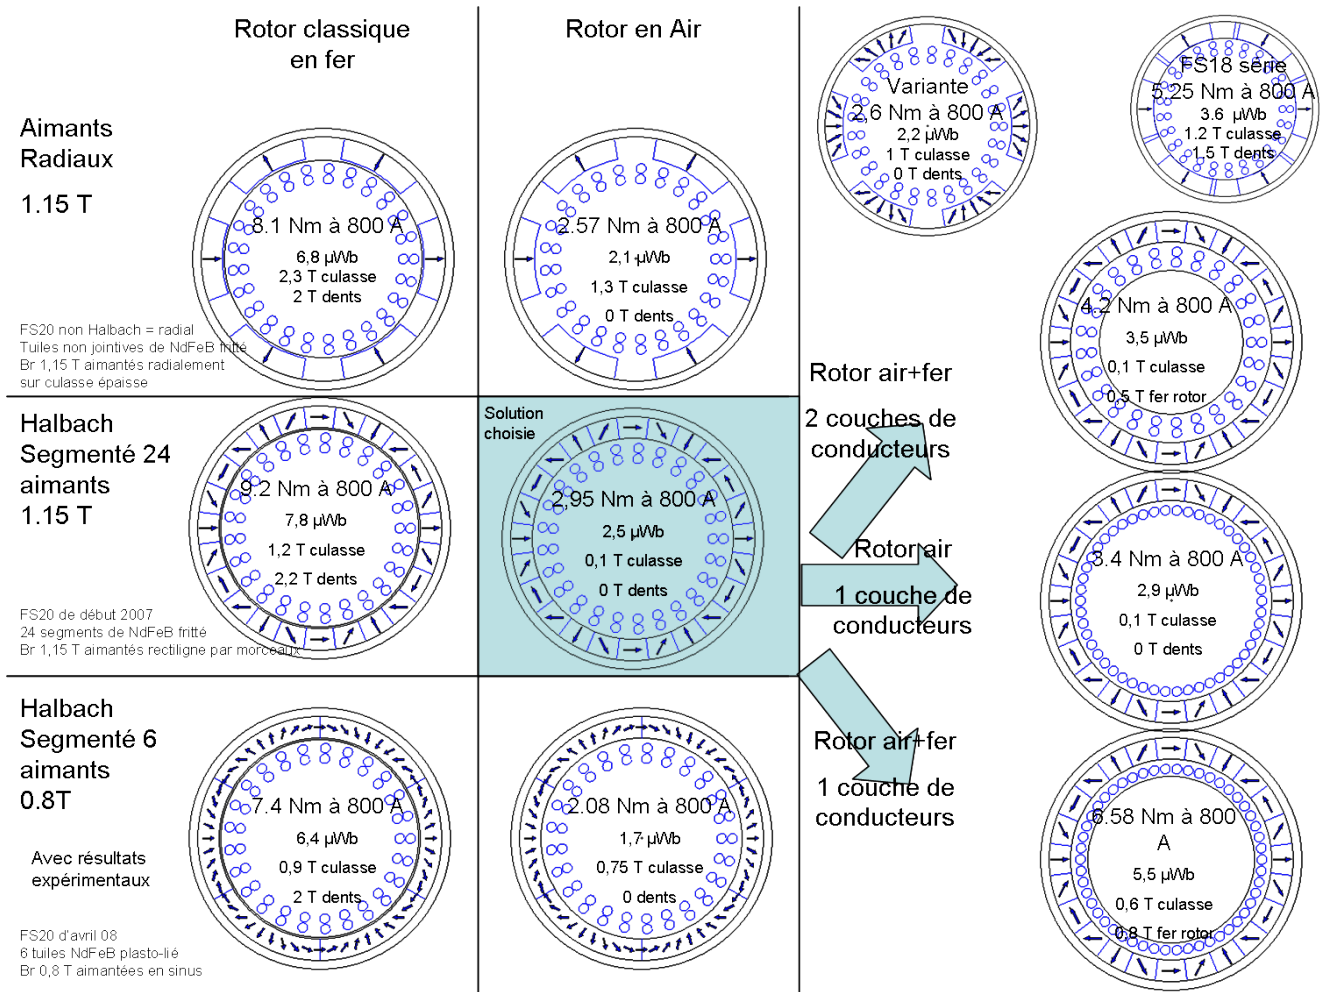 Rotor classique
en fer
Rotor en Air
Aimants
Radiaux
1.15 T
8.1 Nm à 800 A
6,8 µWb
2,3 T culasse
2 T dents
2.57 Nm à 800 A
2,1 µWb
1,3 T culasse
0 T dents
Variante
2,6 Nm à 800 A
2,2 µWb
1 T culasse
0 T dents
FS18 série
5.25 Nm à 800 A
3.6 µWb
1.2 T culasse
1.5 T dents
FS20 non Halbach = radial
Tuiles non jointives de NdFeB fritté
Br 1,15 T aimantés radialement
sur culasse épaisse
Halbach
Segmenté 24
aimants
1.15 T
9.2 Nm à 800 A
7,8 µWb
1,2 T culasse
2,2 T dents
Solution
choisie
2,95 Nm à 800 A
2,5 µWb
0,1 T culasse
0 T dents
FS20 de début 2007
24 segments de NdFeB fritté
Br 1,15 T aimantés rectiligne par morceaux
Rotor air+fer
2 couches de
conducteurs
4.2 Nm à 800 A
3,5 µWb
0,1 T culasse
0,5 T fer rotor
Rotor air
1 couche de
conducteurs
3.4 Nm à 800 A
2,9 µWb
0,1 T culasse
0 T dents
Halbach
Segmenté 6
aimants
0.8T
Avec résultats
expérimentaux
7.4 Nm à 800 A
6,4 µWb
0,9 T culasse
2 T dents
2.08 Nm à 800 A
1,7 µWb
0,75 T culasse
0 dents
Rotor air+fer
1 couche de
conducteurs
6.58 Nm à 800
A
5,5 µWb
0,6 T culasse
0,8 T fer rotor
FS20 d'avril 08
6 tuiles NdFeB plasto-lié
Br 0,8 T aimantées en sinus